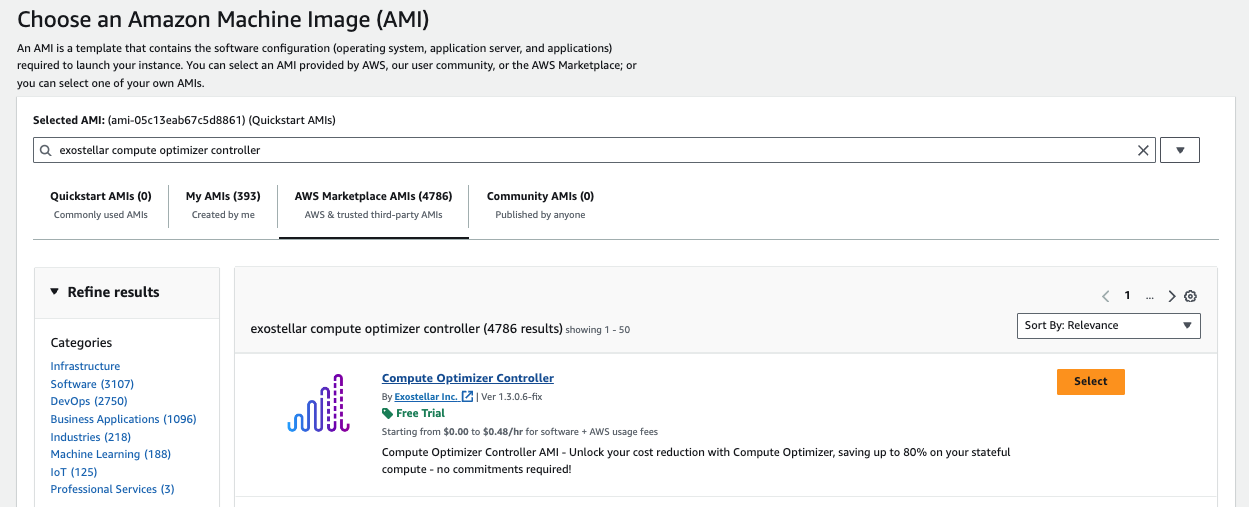 Choose an Amazon Machine Image (AMI)
An AMI is a template that contains the software configuration (operating system, application server, and applications)
required to launch your instance. You can select an AMI provided by AWS, our user community, or the AWS Marketplace; or
you can select one of your own AMIs.
Selected AMI: (ami-05c13eab67c5d8861) (Quickstart AMIs)
exostellar compute optimizer controller
Quickstart AMIs (0)
Commonly used AMIs
My AMIs (393)
Created by me
AWS Marketplace AMIs (4786)
AWS & trusted third-party AMIs
Community AMIs (0)
Published by anyone
Refine results
Categories
Infrastructure
Software (3107)
DevOps (2750)
Business Applications (1096)
Industries (218)
Machine Learning (188)
IoT (125)
Professional Services (3)
1 ...
exostellar compute optimizer controller (4786 results) showing 1 - 50
Sort By: Relevance
Compute Optimizer Controller
By Exostellar Inc. | Ver 1.3.0.6-fix
Free Trial
Starting from $0.00 to $0.48/hr for software + AWS usage fees
Compute Optimizer Controller AMI - Unlock your cost reduction with Compute Optimizer, saving up to 80% on your stateful
compute - no commitments required!
Select